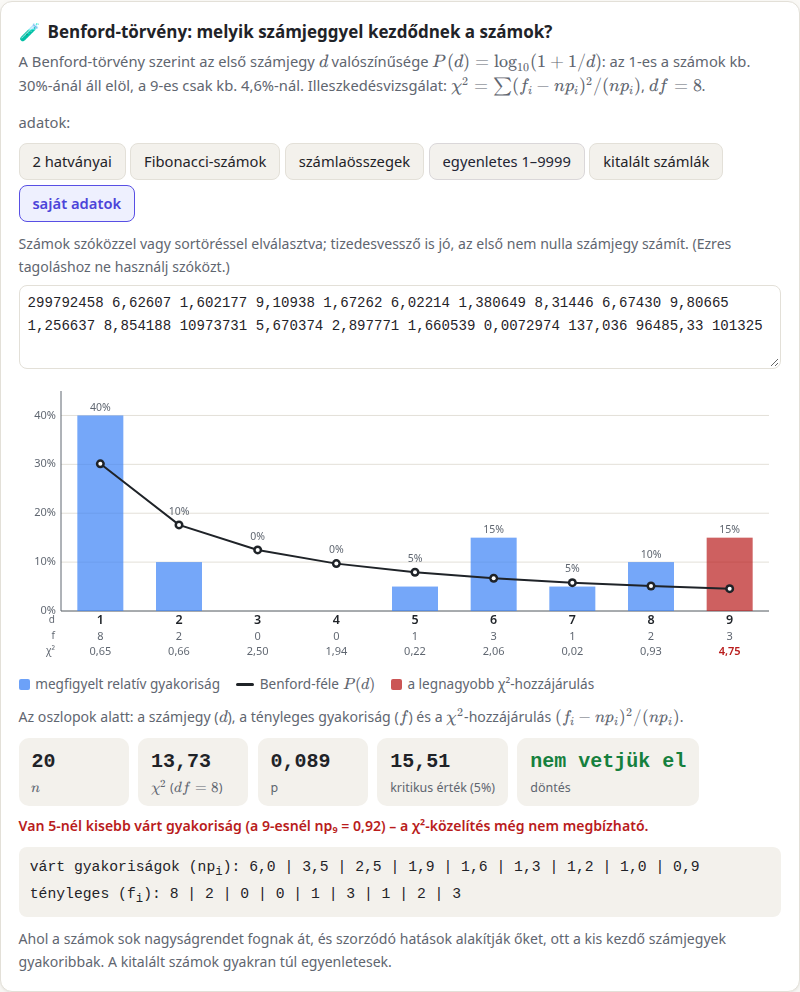 🧪 Benford-törvény: melyik számjeggyel kezdődnek a számok?
A Benford-törvény szerint az első számjegy d valószínűsége P(d) = log₁₀(1 + 1/d): az 1-es a számok kb.
30%-ánál áll elöl, a 9-es csak kb. 4,6%-nál. Illeszkedésvizsgálat: χ² = ∑(fᵢ − npᵢ)²/(npᵢ), df = 8.
adatok:
2 hatványai Fibonacci-számok számlaösszegek egyenletes 1–9999 kitalált számlák
saját adatok
Számok szóközzel vagy sortöréssel elválasztva; tizedesvessző is jó, az első nem nulla számjegy számít. (Ezres
tagoláshoz ne használj szóközt.)
299792458 6,62607 1,602177 9,10938 1,67262 6,02214 1,380649 8,31446 6,67430 9,80665
1,256637 8,854188 10973731 5,670374 2,897771 1,660539 0,0072974 137,036 96485,33 101325
40%
30%
20%
10%
0%
40% 10% 0% 0% 5% 15% 5% 10% 15%
d 1 2 3 4 5 6 7 8 9
f 8 2 0 0 1 3 1 2 3
χ² 0,65 0,66 2,50 1,94 0,22 2,06 0,02 0,93 4,75
megfigyelt relatív gyakoriság Benford-féle P(d) a legnagyobb χ²-hozzájárulás
Az oszlopok alatt: a számjegy (d), a tényleges gyakoriság (f) és a χ²-hozzájárulás (fᵢ − npᵢ)²/(npᵢ).
20 13,73 0,089 15,51 nem vetjük el
n χ² (df = 8) p kritikus érték (5%) döntés
Van 5-nél kisebb várt gyakoriság (a 9-esnél np₉ = 0,92) – a χ²-közelítés még nem megbízható.
várt gyakoriságok (npᵢ): 6,0 | 3,5 | 2,5 | 1,9 | 1,6 | 1,3 | 1,2 | 1,0 | 0,9
tényleges (fᵢ): 8 | 2 | 0 | 0 | 1 | 3 | 1 | 2 | 3
Ahol a számok sok nagyságrendet fognak át, és szorzódó hatások alakítják őket, ott a kis kezdő számjegyek
gyakoribbak. A kitalált számok gyakran túl egyenletesek.